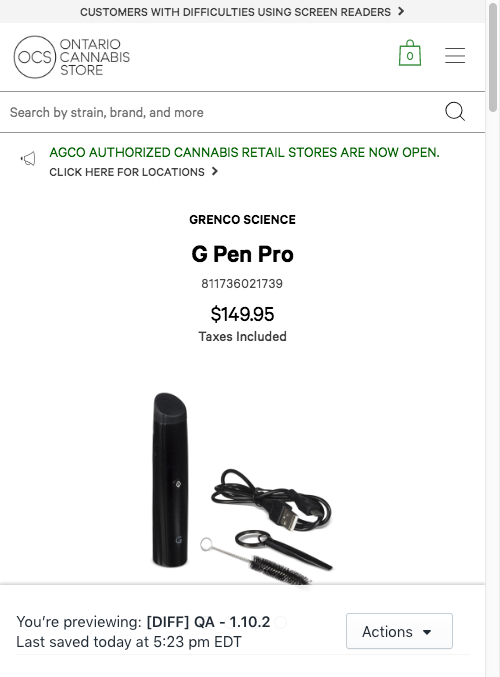 CUSTOMERS WITH DIFFICULTIES USING SCREEN READERS
OCS
ONTARIO
CANNABIS
STORE
0
Search by strain, brand, and more
AGCO AUTHORIZED CANNABIS RETAIL STORES ARE NOW OPEN.
CLICK HERE FOR LOCATIONS
GRENCO SCIENCE
G Pen Pro
811736021739
$149.95
Taxes Included
G
You're previewing: [DIFF] QA - 1.10.2
Last saved today at 5:23 pm EDT
Actions